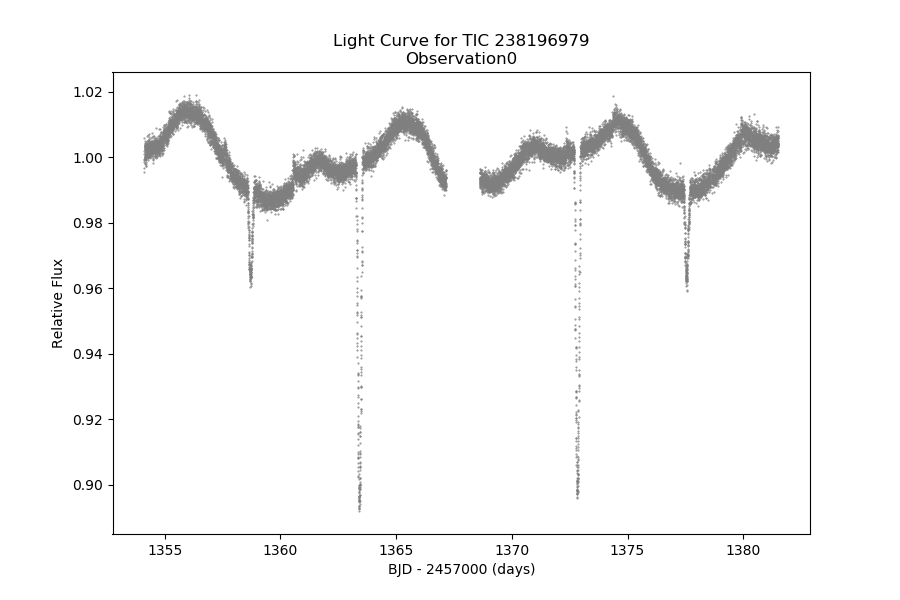 Light Curve for TIC 238196979
Observation0
1.02
1.00
0.98
0.96
0.94
0.92
0.90
Relative Flux
1355 1360 1365 1370 1375 1380
BJD - 2457000 (days)